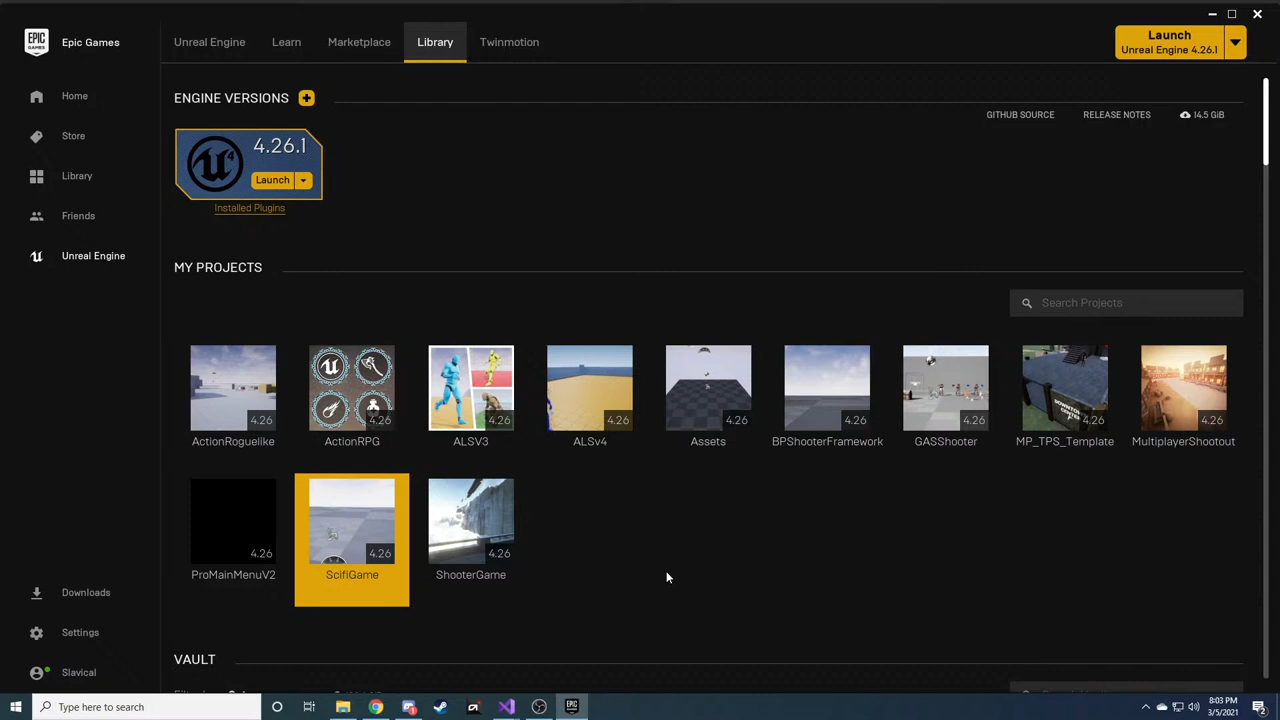 EPIC GAMES
Epic Games
Unreal Engine
Learn
Marketplace
Library
Twinmotion
Launch
Unreal Engine 4.26.1
Home
Store
Library
Friends
Unreal Engine
Downloads
Settings
Slavical
ENGINE VERSIONS
GITHUB SOURCE
RELEASE NOTES
14.5 GiB
4.26.1
Launch
Installed Plugins
MY PROJECTS
Search Projects
4.26
4.26
4.26
4.26
4.26
4.26
4.26
4.26
4.26
ActionRoguelike
ActionRPG
ALSV3
ALSv4
Assets
BPShooterFramework
GASShooter
MP_TPS_Template
MultiplayerShootout
4.26
4.26
4.26
ProMainMenuV2
ScifiGame
ShooterGame
VAULT
Type here to search
8:03 PM
3/5/2021